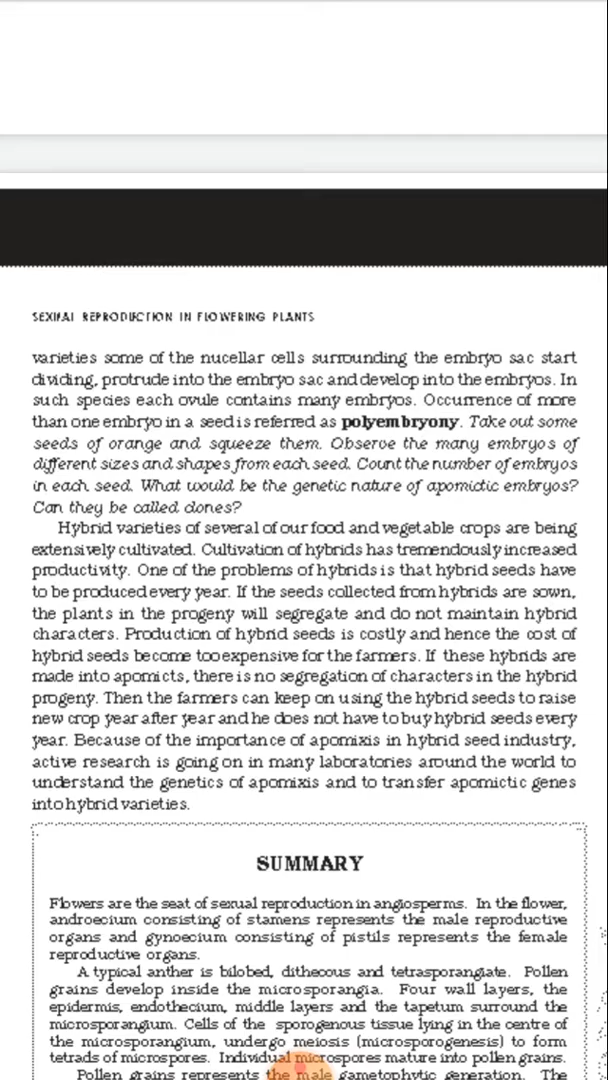 SEXUAL REPRODUCTION IN FLOWERING PLANTS
varieties some of the nucellar cells surrounding the embryo sac start
dividing, protrude into the embryo sac and develop into the embryos. In
such species each ovule contains many embryos. Occurrence of more
than one embryo in a seed is referred as polyembryony. Take out some
seeds of orange and squeeze them. Observe the many embryos of
different sizes and shapes from each seed. Count the number of embryos
in each seed. What would be the genetic nature of apomictic embryos?
Can they be called clones?
Hybrid varieties of several of our food and vegetable crops are being
extensively cultivated. Cultivation of hybrids has tremendously increased
productivity. One of the problems of hybrids is that hybrid seeds have
to be produced every year. If the seeds collected from hybrids are sown,
the plants in the progeny will segregate and do not maintain hybrid
characters. Production of hybrid seeds is costly and hence the cost of
hybrid seeds become too expensive for the farmers. If these hybrids are
made into apomicts, there is no segregation of characters in the hybrid
progeny. Then the farmers can keep on using the hybrid seeds to raise
new crop year after year and he does not have to buy hybrid seeds every
year. Because of the importance of apomixis in hybrid seed industry,
active research is going on in many laboratories around the world to
understand the genetics of apomixis and to transfer apomictic genes
into hybrid varieties.
SUMMARY
Flowers are the seat of sexual reproduction in angiosperms. In the flower,
androecium consisting of stamens represents the male reproductive
organs and gynoecium consisting of pistils represents the female
reproductive organs.
A typical anther is bilobed, dithecous and tetrasporangiate. Pollen
grains develop inside the microsporangia. Four wall layers, the
epidermis, endothecium, middle layers and the tapetum surround the
microsporangium. Cells of the sporogenous tissue lying in the centre of
the microsporangium, undergo meiosis (microsporogenesis) to form
tetrads of microspores. Individual microspores mature into pollen grains.
Pollen grains represents the male gametophytic generation. The